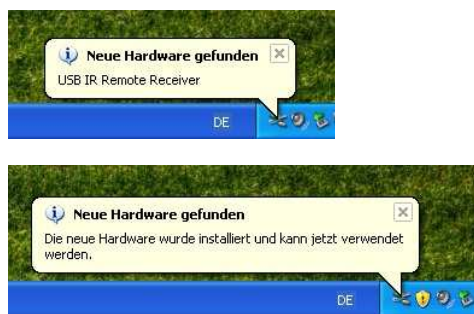 Neue Hardware gefunden
USB IR Remote Receiver
DE
Neue Hardware gefunden
Die neue Hardware wurde installiert und kann jetzt verwendet
werden.
DE